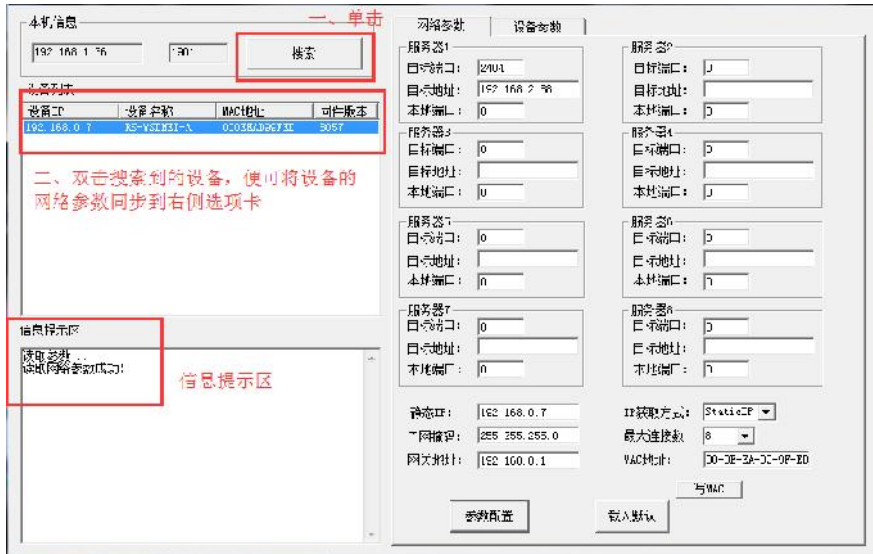 本机信息
一、单击
搜索
设备列表
设备IP 设备名称 MAC地址
192.168.0.7
二、双击搜索到的设备，便可将设备的
网络参数同步到右侧选项卡
信息提示区
读取参数...
读取网络参数成功!
信息提示区
网络参数 设备参数
服务器1
目标端口: 2404
目标地址: 192.168.2.
本地端口: 0
服务器2
目标端口: 0
目标地址:
本地端口: 0
服务器3
目标端口: 0
目标地址:
本地端口: 0
服务器4
目标端口: 0
目标地址:
本地端口: 0
服务器5
目标端口: 0
目标地址:
本地端口: 0
服务器6
目标端口: 0
目标地址:
本地端口: 0
服务器7
目标端口: 0
目标地址:
本地端口: 0
服务器8
目标端口: 0
目标地址:
本地端口: 0
静态IP: 192.168.0.7
子网掩码: 255.255.255.0
网关地址: 192.168.0.1
IP获取方式: StaticIP
最大连接数 8
MAC地址:
写MAC
参数配置 载入默认